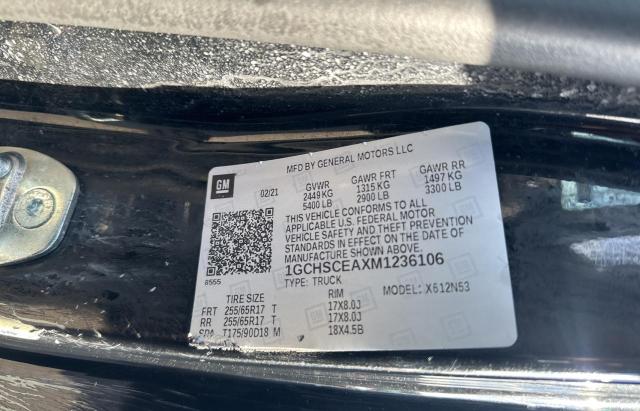 MFD BY GENERAL MOTORS LLC
GM
02/21 GVWR GAWR FRT GAWR RR
2449 KG 1315 KG 1497 KG
5400 LB 2900 LB 3300 LB
THIS VEHICLE CONFORMS TO ALL
APPLICABLE U.S. FEDERAL MOTOR
VEHICLE SAFETY AND THEFT PREVENTION
STANDARDS IN EFFECT ON THE DATE OF
MANUFACTURE SHOWN ABOVE.
8555
1GCHSCEAXM1236106
TYPE: TRUCK MODEL: X612N53
TIRE SIZE RIM
FRT 255/65R17 T 17X8.0J
RR 255/65R17 T 17X8.0J
SPA T175/90D18 M 18X4.5B